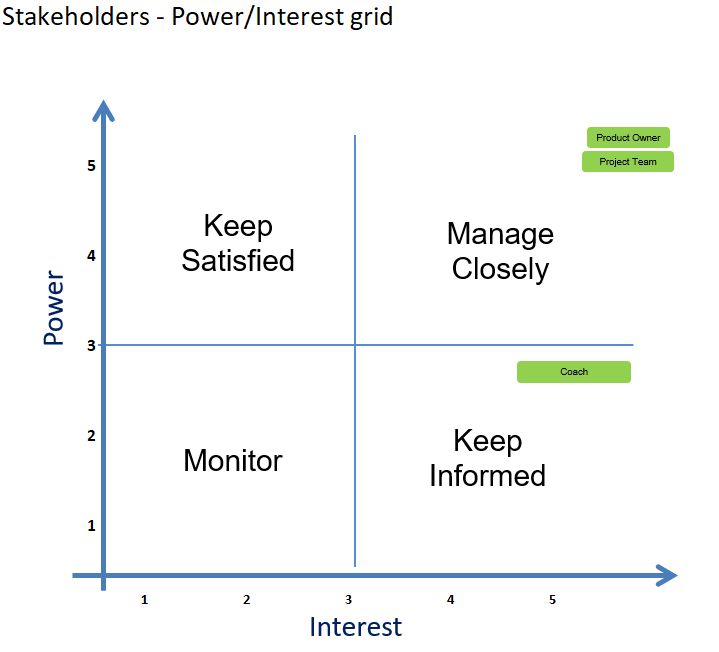 Stakeholders - Power/Interest grid
Product Owner
Project Team
5
Keep
Satisfied
Manage
Closely
4
Power
3
Coach
2
Keep
Informed
Monitor
1
1 2 3 4 5
Interest